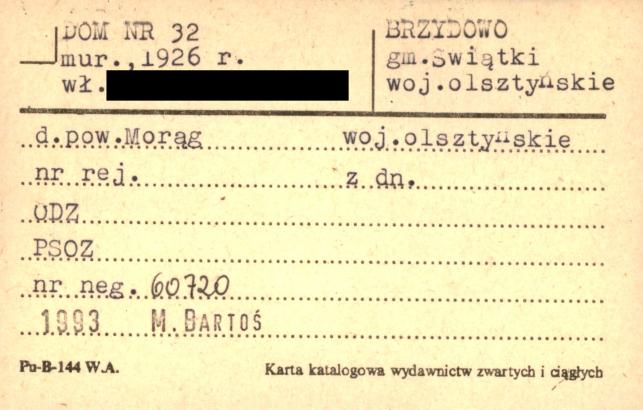 DOM NR 32
mur.,1926 r.
wł.
BRZYDOWO
gm.Swiątki
woj.olsztyńskie
d.pow.Morąg woj.olsztyńskie
nr rej. z dn.
ODZ
PSOZ
nr neg. 60720
1993 M.BARTOŚ
Pu-B-144 W.A. Karta katalogowa wydawnictw zwartych i ciągłych